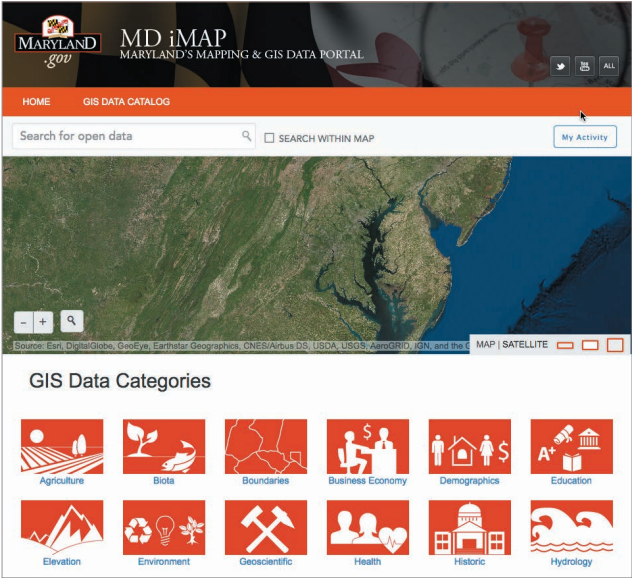 MARYLAND
.gov
MD iMAP
MARYLAND'S MAPPING & GIS DATA PORTAL
You
Tube
ALL
HOME GIS DATA CATALOG
Search for open data
SEARCH WITHIN MAP
My Activity
- +
Source: Esri, DigitalGlobe, GeoEye, Earthstar Geographics, CNES/Airbus DS, USDA, USGS, AeroGRID, IGN, and the G
MAP | SATELLITE
GIS Data Categories
$
$
A+
Agriculture Biota Boundaries Business Economy Demographics Education
Elevation Environment Geoscientific Health Historic Hydrology